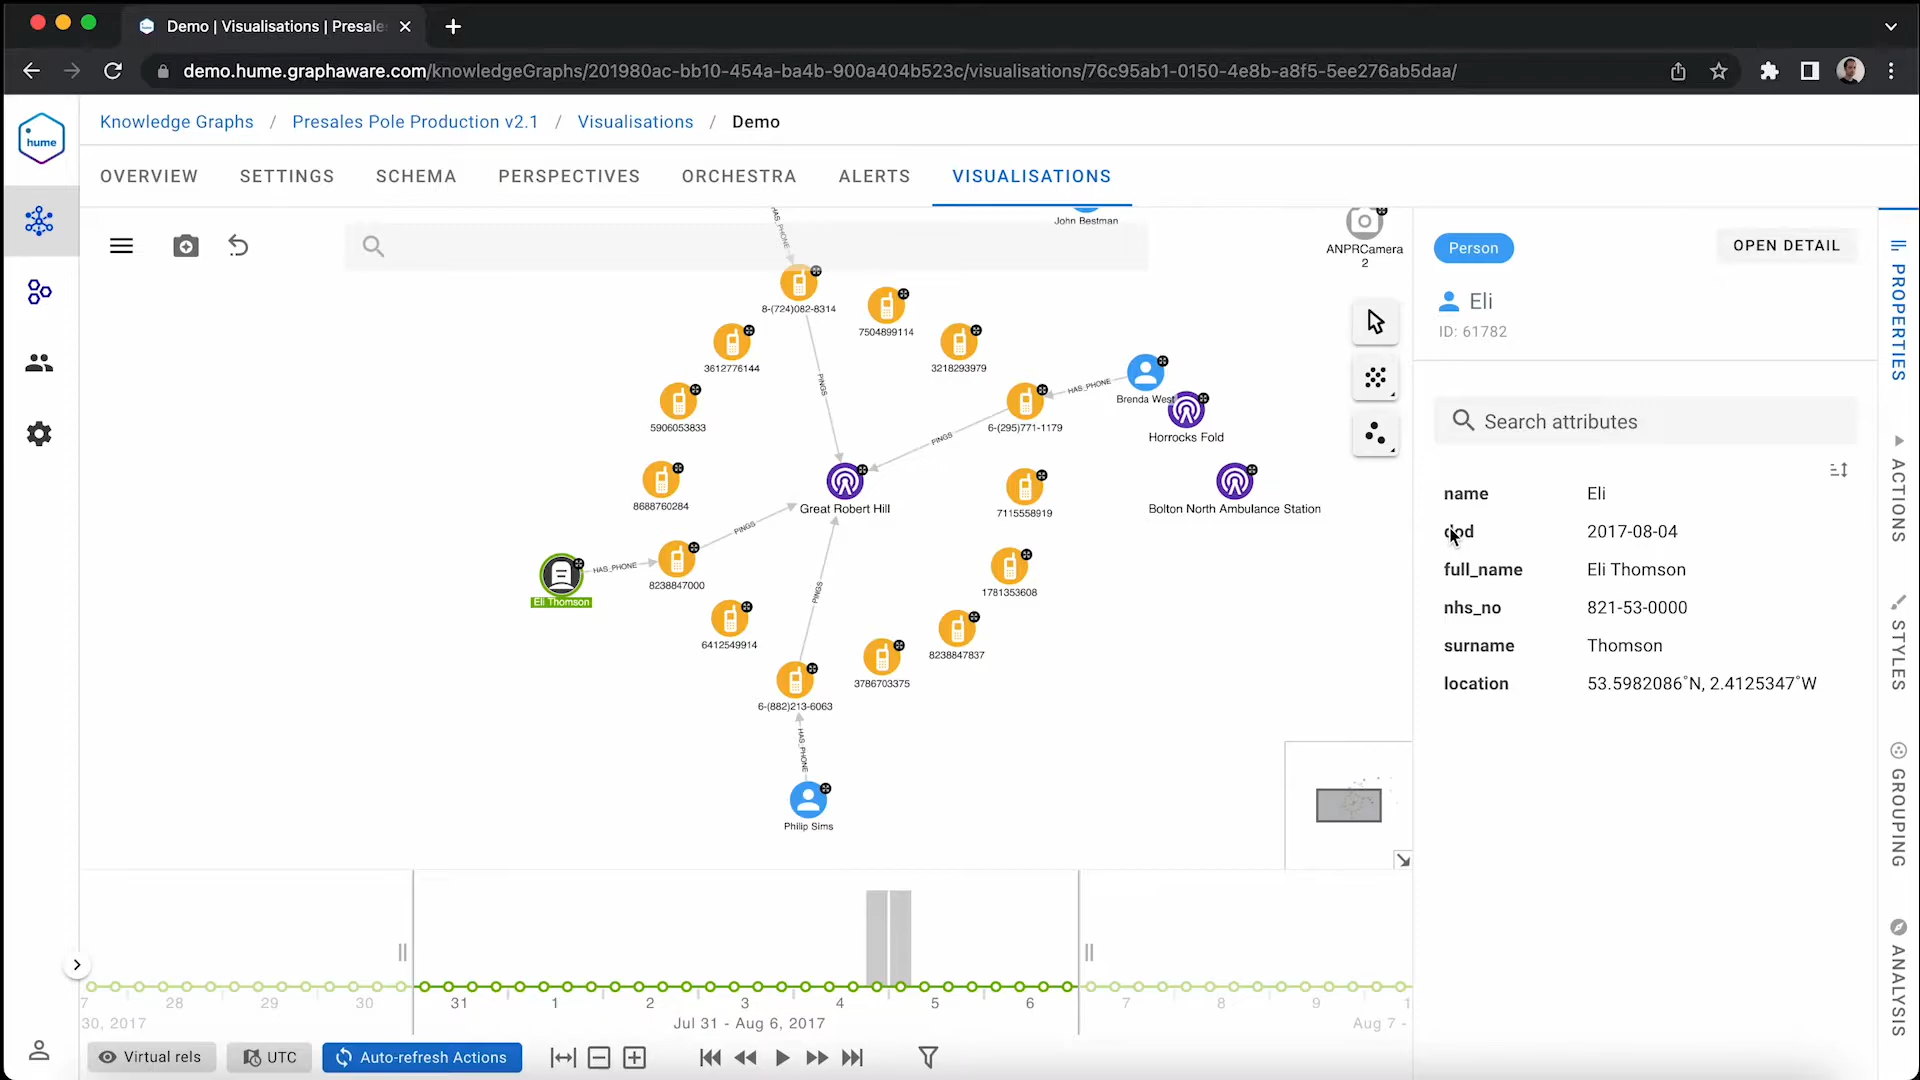 Demo | Visualisations | Presale
demo.hume.graphaware.com/knowledgeGraphs/201980ac-bb10-454a-ba4b-900a404b523c/visualisations/76c95ab1-0150-4e8b-a8f5-5ee276ab5daa/
hume
Knowledge Graphs / Presales Pole Production v2.1 / Visualisations / Demo
OVERVIEW SETTINGS SCHEMA PERSPECTIVES ORCHESTRA ALERTS VISUALISATIONS
John Bestman
ANPRCamera
2
HAS_PHONE
8-(724)082-8314
7504899114
3612776144
3218293979
PINGS
HAS_PHONE
Brenda West
5906053833
6-(295)771-1179
Horrocks Fold
PINGS
8688760284
Great Robert Hill
7115558919
Bolton North Ambulance Station
PINGS
HAS_PHONE
Eli Thomson
8238847000
1781353608
PINGS
6412549914
8238847837
3786703375
6-(882)213-6063
HAS_PHONE
Philip Sims
Person
OPEN DETAIL
Eli
ID: 61782
Search attributes
name Eli
dod 2017-08-04
full_name Eli Thomson
nhs_no 821-53-0000
surname Thomson
location 53.5982086°N, 2.4125347°W
PROPERTIES
ACTIONS
STYLES
GROUPING
ANALYSIS
7 28 29 30 31 1 2 3 4 5 6 7 8 9 1
30, 2017 Jul 31 - Aug 6, 2017 Aug 7 -
Virtual rels UTC Auto-refresh Actions